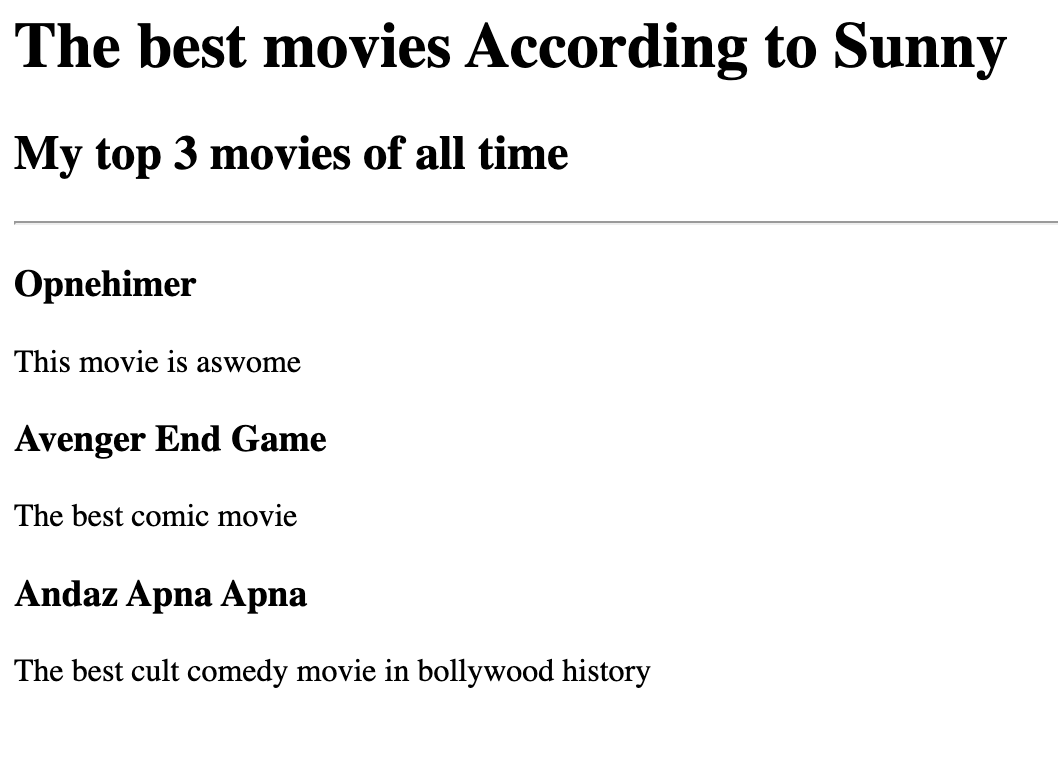 The best movies According to Sunny
My top 3 movies of all time
Opnehimer
This movie is aswome
Avenger End Game
The best comic movie
Andaz Apna Apna
The best cult comedy movie in bollywood history